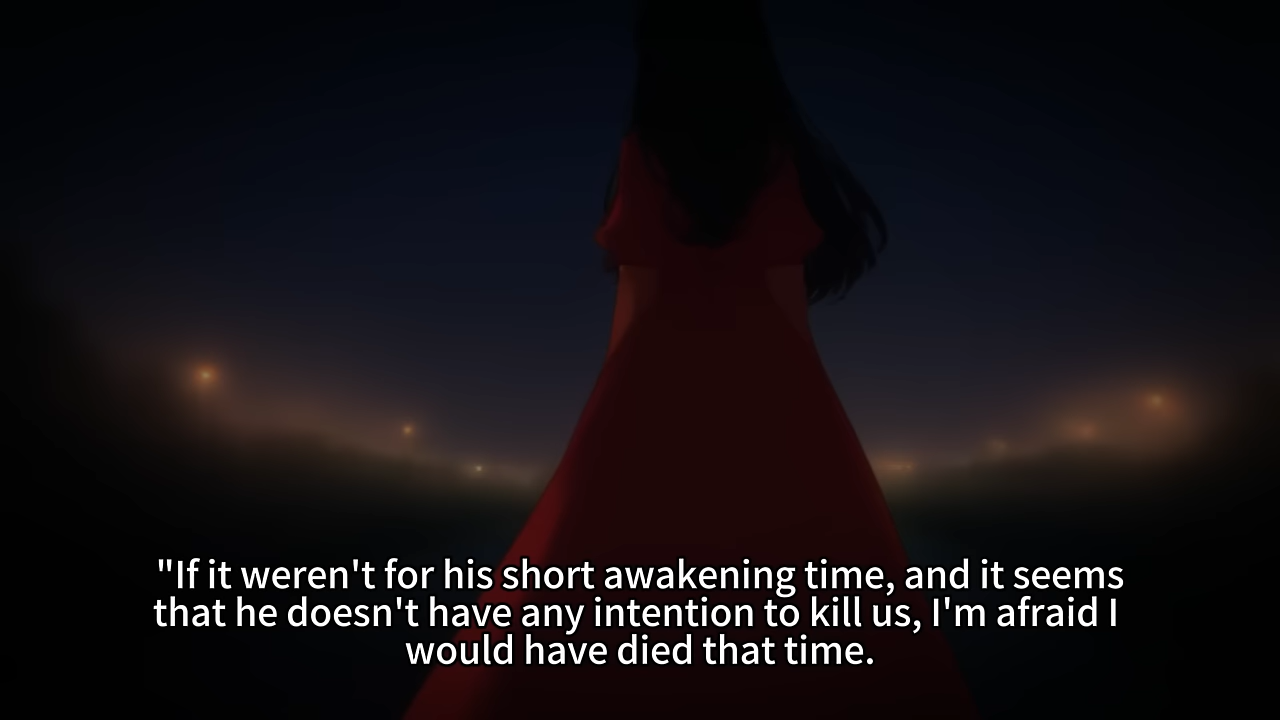 "If it weren't for his short awakening time, and it seems
that he doesn't have any intention to kill us, I'm afraid I
would have died that time.